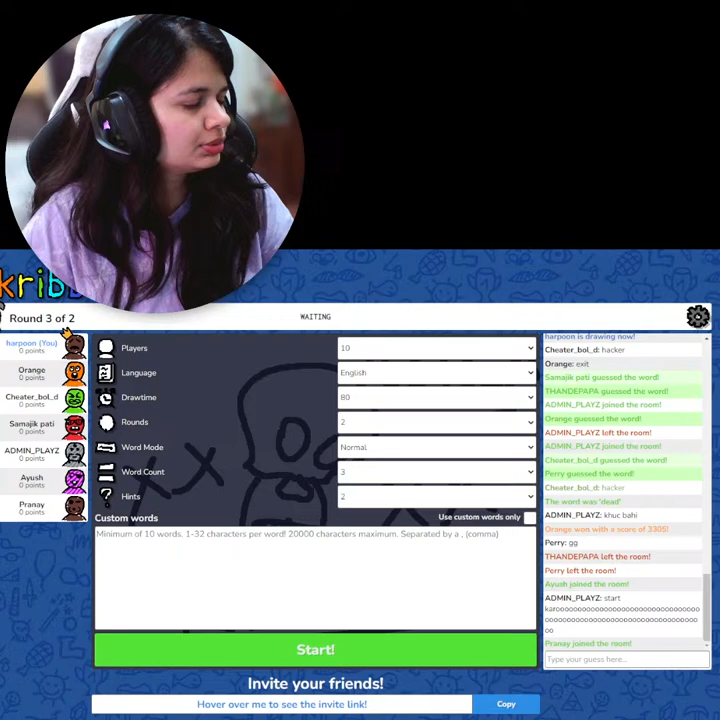 kribb
Round 3 of 2
WAITING
harpoon (You)
0 points
Orange
0 points
Cheater_bol_d
0 points
Samajik pati
0 points
ADMIN_PLAYZ
0 points
Ayush
0 points
Pranay
0 points
Players
10
Language
English
Drawtime
80
Rounds
2
Word Mode
Normal
Word Count
3
Hints
2
Custom words
Use custom words only
Minimum of 10 words. 1-32 characters per word! 20000 characters maximum. Separated by a , (comma)
Start!
Invite your friends!
Hover over me to see the invite link!
Copy
harpoon is drawing now!
Cheater_bol_d: hacker
Orange: exit
Samajik pati guessed the word!
THANDEPAPA guessed the word!
ADMIN_PLAYZ joined the room!
Orange guessed the word!
ADMIN_PLAYZ left the room!
ADMIN_PLAYZ joined the room!
Cheater_bol_d guessed the word!
Perry guessed the word!
Cheater_bol_d: hacker
The word was 'dead'
ADMIN_PLAYZ: khuc bahi
Orange won with a score of 3305!
Perry: gg
THANDEPAPA left the room!
Perry left the room!
Ayush joined the room!
ADMIN_PLAYZ: start
Pranay joined the room!
Type your guess here...